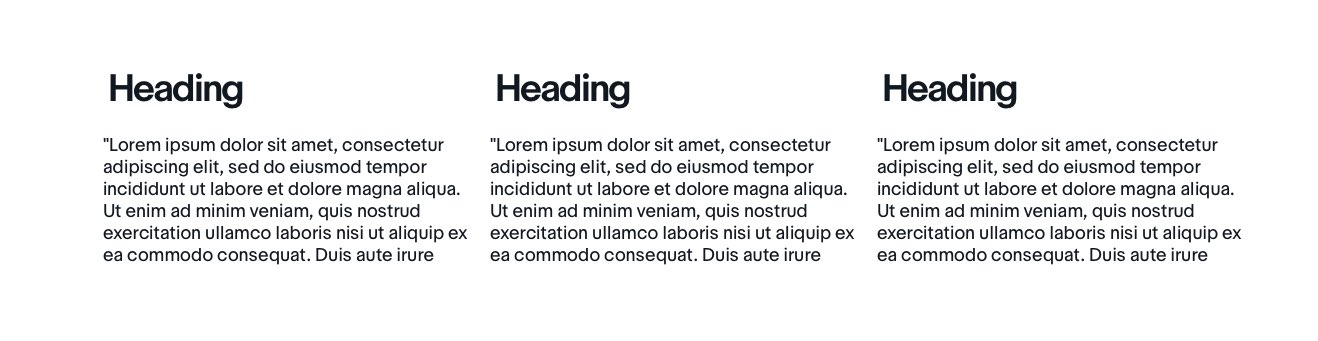 Heading
"Lorem ipsum dolor sit amet, consectetur
adipiscing elit, sed do eiusmod tempor
incididunt ut labore et dolore magna aliqua.
Ut enim ad minim veniam, quis nostrud
exercitation ullamco laboris nisi ut aliquip ex
ea commodo consequat. Duis aute irure
Heading
"Lorem ipsum dolor sit amet, consectetur
adipiscing elit, sed do eiusmod tempor
incididunt ut labore et dolore magna aliqua.
Ut enim ad minim veniam, quis nostrud
exercitation ullamco laboris nisi ut aliquip ex
ea commodo consequat. Duis aute irure
Heading
"Lorem ipsum dolor sit amet, consectetur
adipiscing elit, sed do eiusmod tempor
incididunt ut labore et dolore magna aliqua.
Ut enim ad minim veniam, quis nostrud
exercitation ullamco laboris nisi ut aliquip ex
ea commodo consequat. Duis aute irure